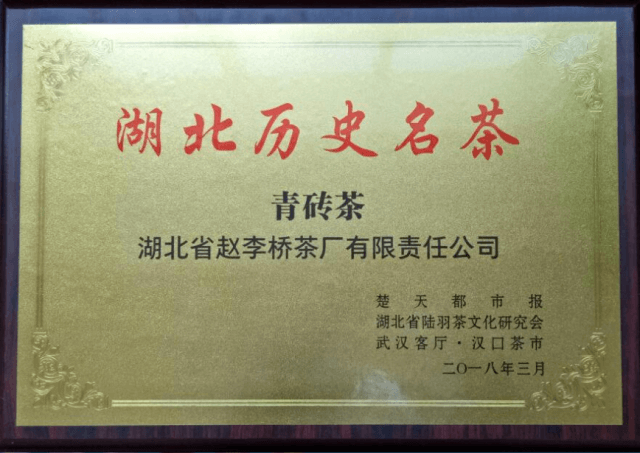 湖北历史名茶
青砖茶
湖北省赵李桥茶厂有限责任公司
楚天都市报
湖北省陆羽茶文化研究会
武汉客厅·汉口茶市
二〇一八年三月